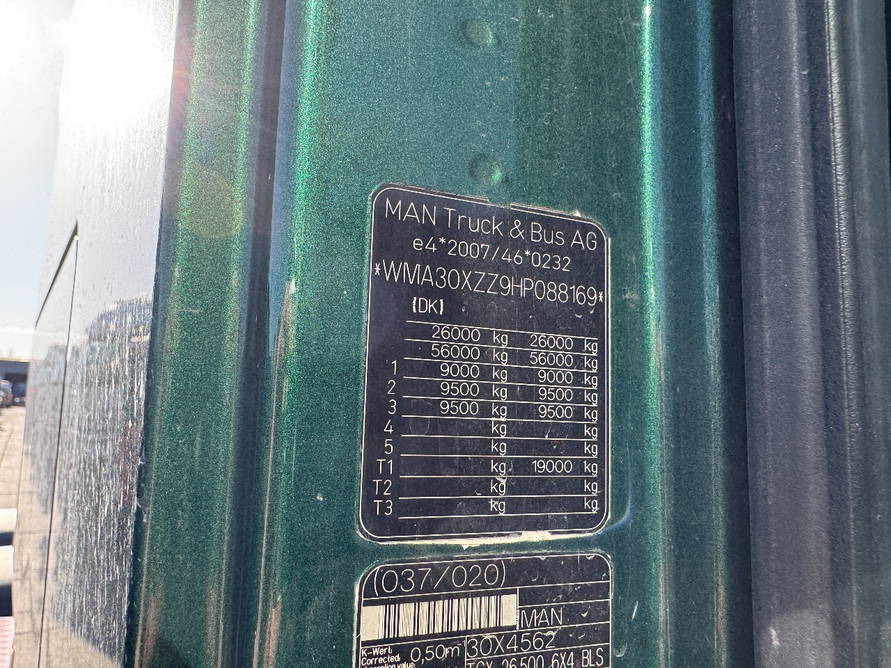 MAN Truck & Bus AG
e4*2007/46*0232
*WMA30XZZ9HP088169*
(DK)
26000 kg 26000 kg
56000 kg 56000 kg
1 9000 kg 9000 kg
2 9500 kg 9500 kg
3 9500 kg 9500 kg
4 kg kg
5 kg kg
T1 kg 19000 kg
T2 kg kg
T3 kg kg
(037/020)
MAN
K-Wert
Corrected 0,50m 30X4562
TGX 26.500 6X4 BLS